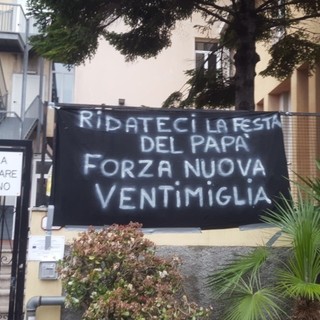 RIDATECI LA FESTA
DEL PAPA'
FORZA NUOVA
VENTIMIGLIA